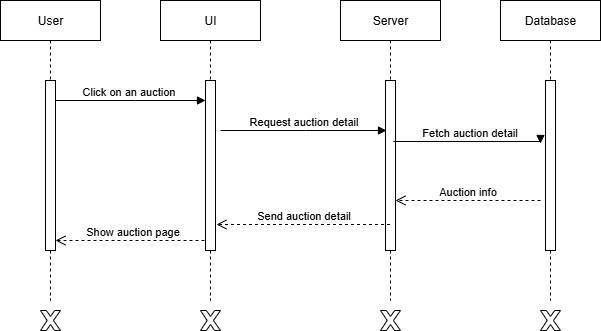 User
UI
Server
Database
Click on an auction
Request auction detail
Fetch auction detail
Auction info
Send auction detail
Show auction page